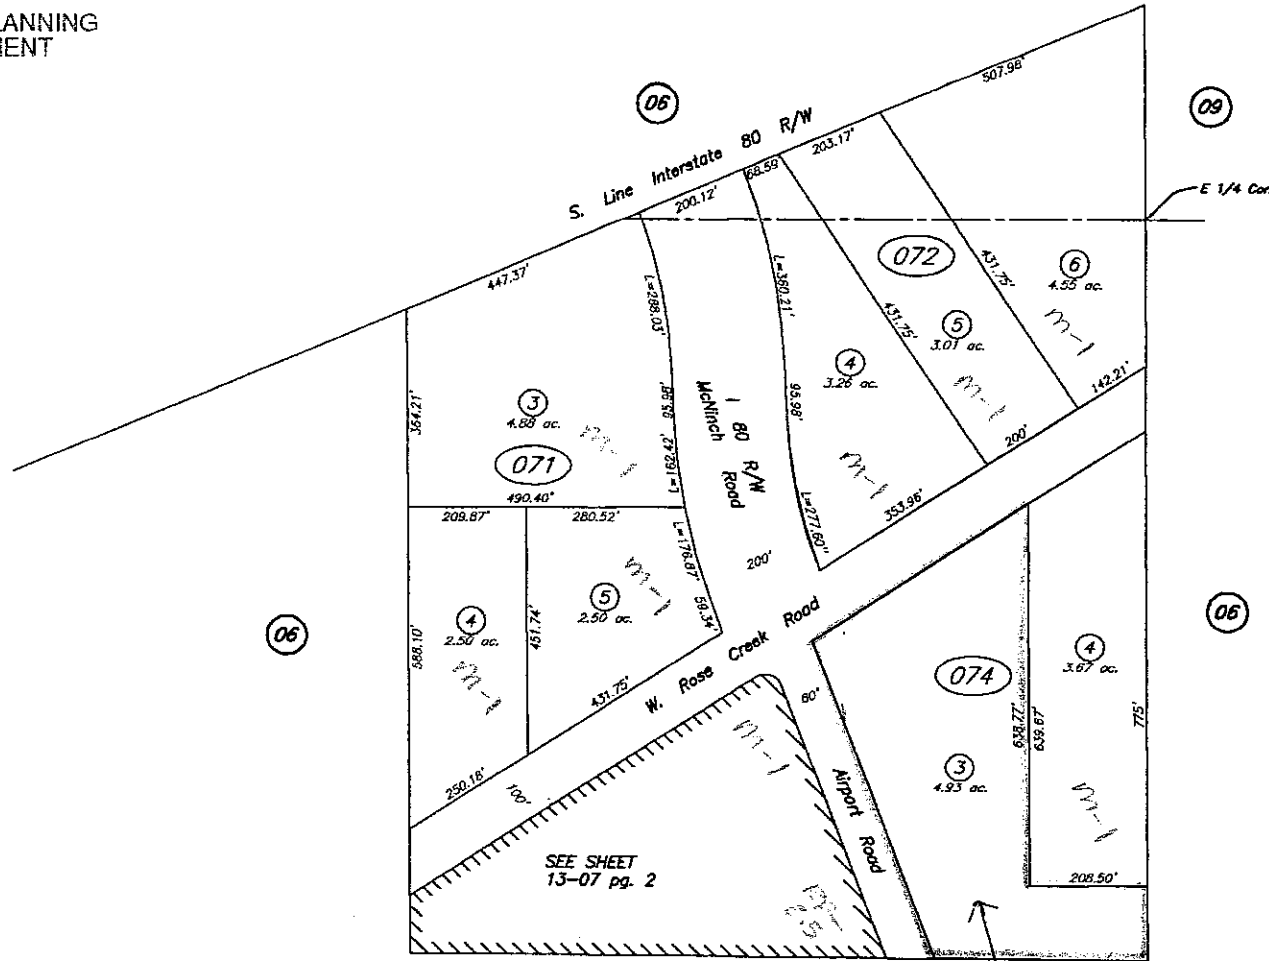 LANNING
MENT
06
09
507.98'
S. Line Interstate 80 R/W
203.17'
68.59
200.12'
E 1/4 Cor.
447.37'
072
6
4.55 ac.
M-1
431.75'
L=288.03'
L=360.21'
431.75'
5
3.01 ac.
M-1
4
3.26 ac.
M-1
142.21'
354.21'
3
4.88 ac.
M-1
071
95.98'
95.98'
I 80 R/W
McNinch Road
200'
L=162.42'
490.40'
209.87'
280.52'
353.96'
L=277.60"
L=176.87'
200'
5
2.50 ac.
M-1
59.34'
4
2.50 ac.
M-1
451.74'
588.10'
06
06
W. Rose Creek Road
431.75'
80'
074
4
3.67 ac.
M-1
638.77'
639.67'
775'
M-1
3
4.93 ac.
Airport Road
250.18'
100'
SEE SHEET
13-07 pg. 2
208.50'